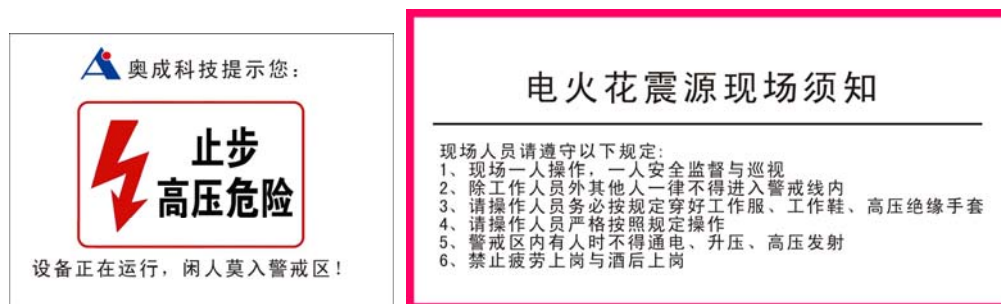 奥成科技提示您：
止步
高压危险
设备正在运行，闲人莫入警戒区！
电火花震源现场须知
现场人员请遵守以下规定：
1、现场一人操作，一人安全监督与巡视
2、除工作人员外其他人一律不得进入警戒线内
3、请操作人员务必按规定穿好工作服、工作鞋、高压绝缘手套
4、请操作人员严格按照规定操作
5、警戒区内有人时不得通电、升压、高压发射
6、禁止疲劳上岗与酒后上岗